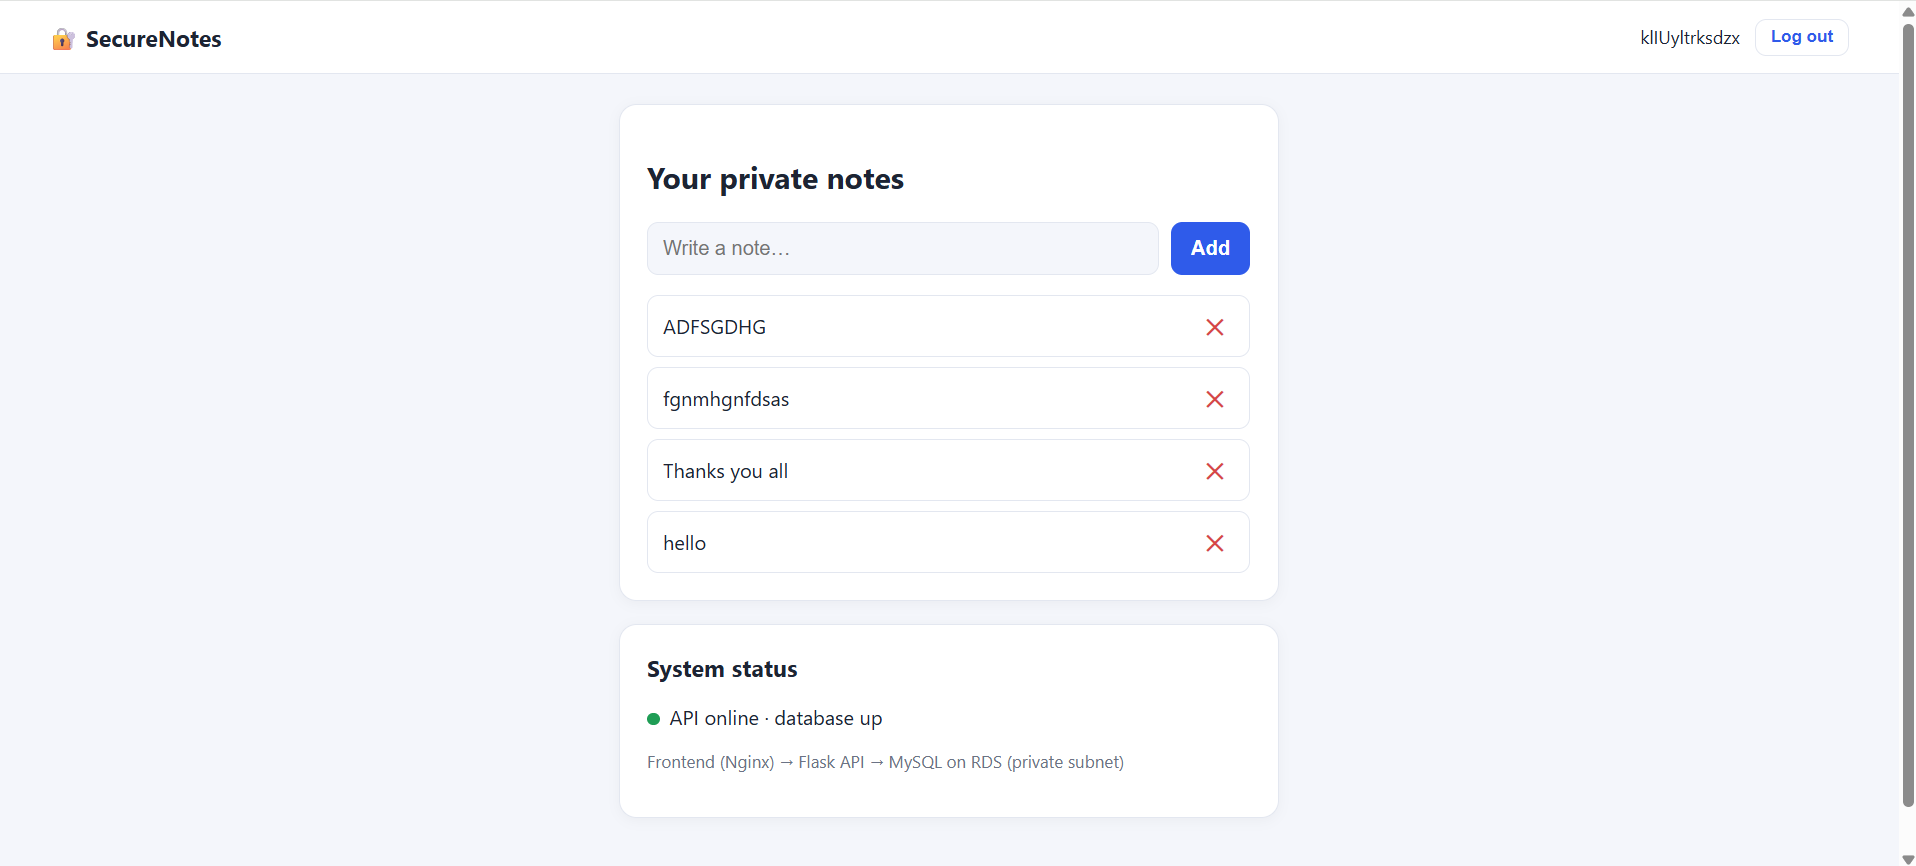 SecureNotes
klIUyltrksdzx
Log out
Your private notes
Write a note…
Add
ADFSGDHG
fgnmhgnfdsas
Thanks you all
hello
System status
API online · database up
Frontend (Nginx) → Flask API → MySQL on RDS (private subnet)